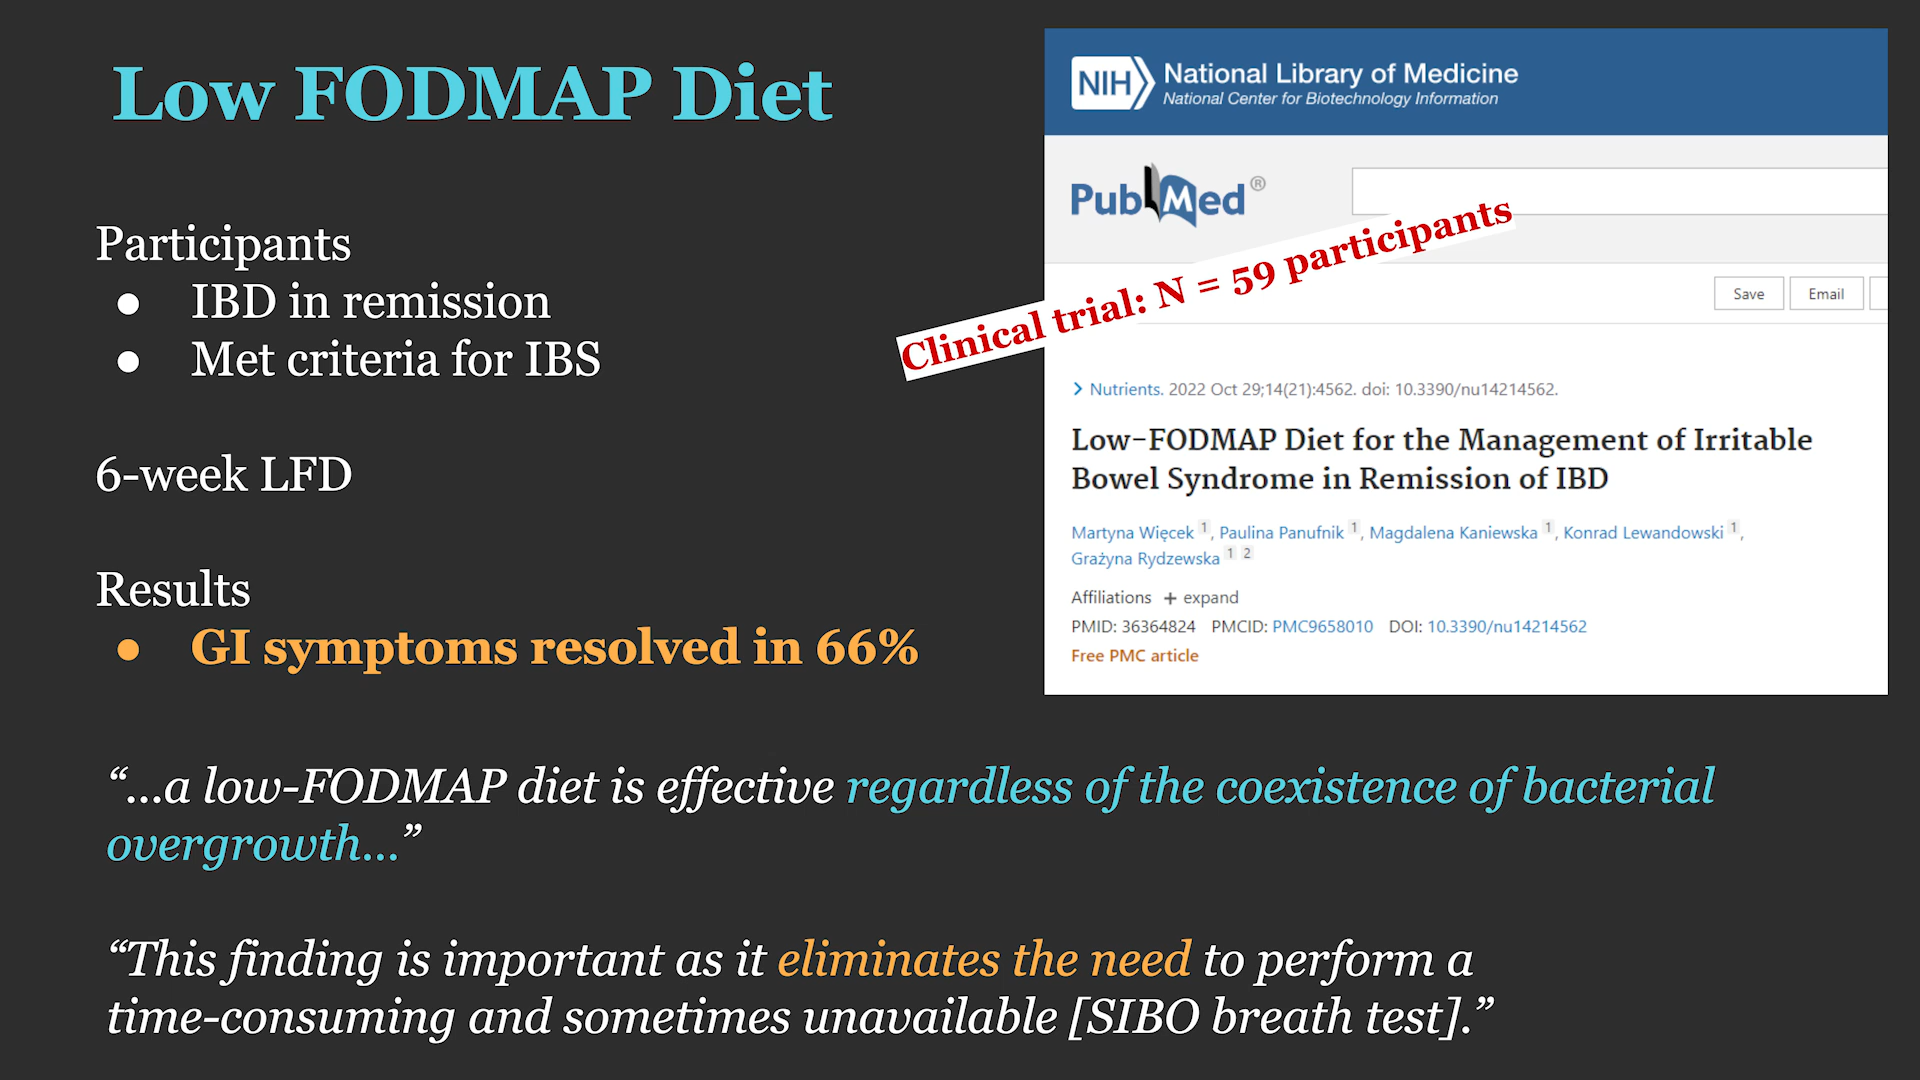 Low FODMAP Diet
Participants
● IBD in remission
● Met criteria for IBS
6-week LFD
Results
● GI symptoms resolved in 66%
“...a low-FODMAP diet is effective regardless of the coexistence of bacterial
overgrowth...”
“This finding is important as it eliminates the need to perform a
time-consuming and sometimes unavailable [SIBO breath test].”
NIH National Library of Medicine
National Center for Biotechnology Information
PubMed®
Clinical trial: N = 59 participants
Save Email
> Nutrients. 2022 Oct 29;14(21):4562. doi: 10.3390/nu14214562.
Low-FODMAP Diet for the Management of Irritable
Bowel Syndrome in Remission of IBD
Martyna Więcek 1, Paulina Panufnik 1, Magdalena Kaniewska 1, Konrad Lewandowski 1,
Grażyna Rydzewska 1 2
Affiliations + expand
PMID: 36364824 PMCID: PMC9658010 DOI: 10.3390/nu14214562
Free PMC article